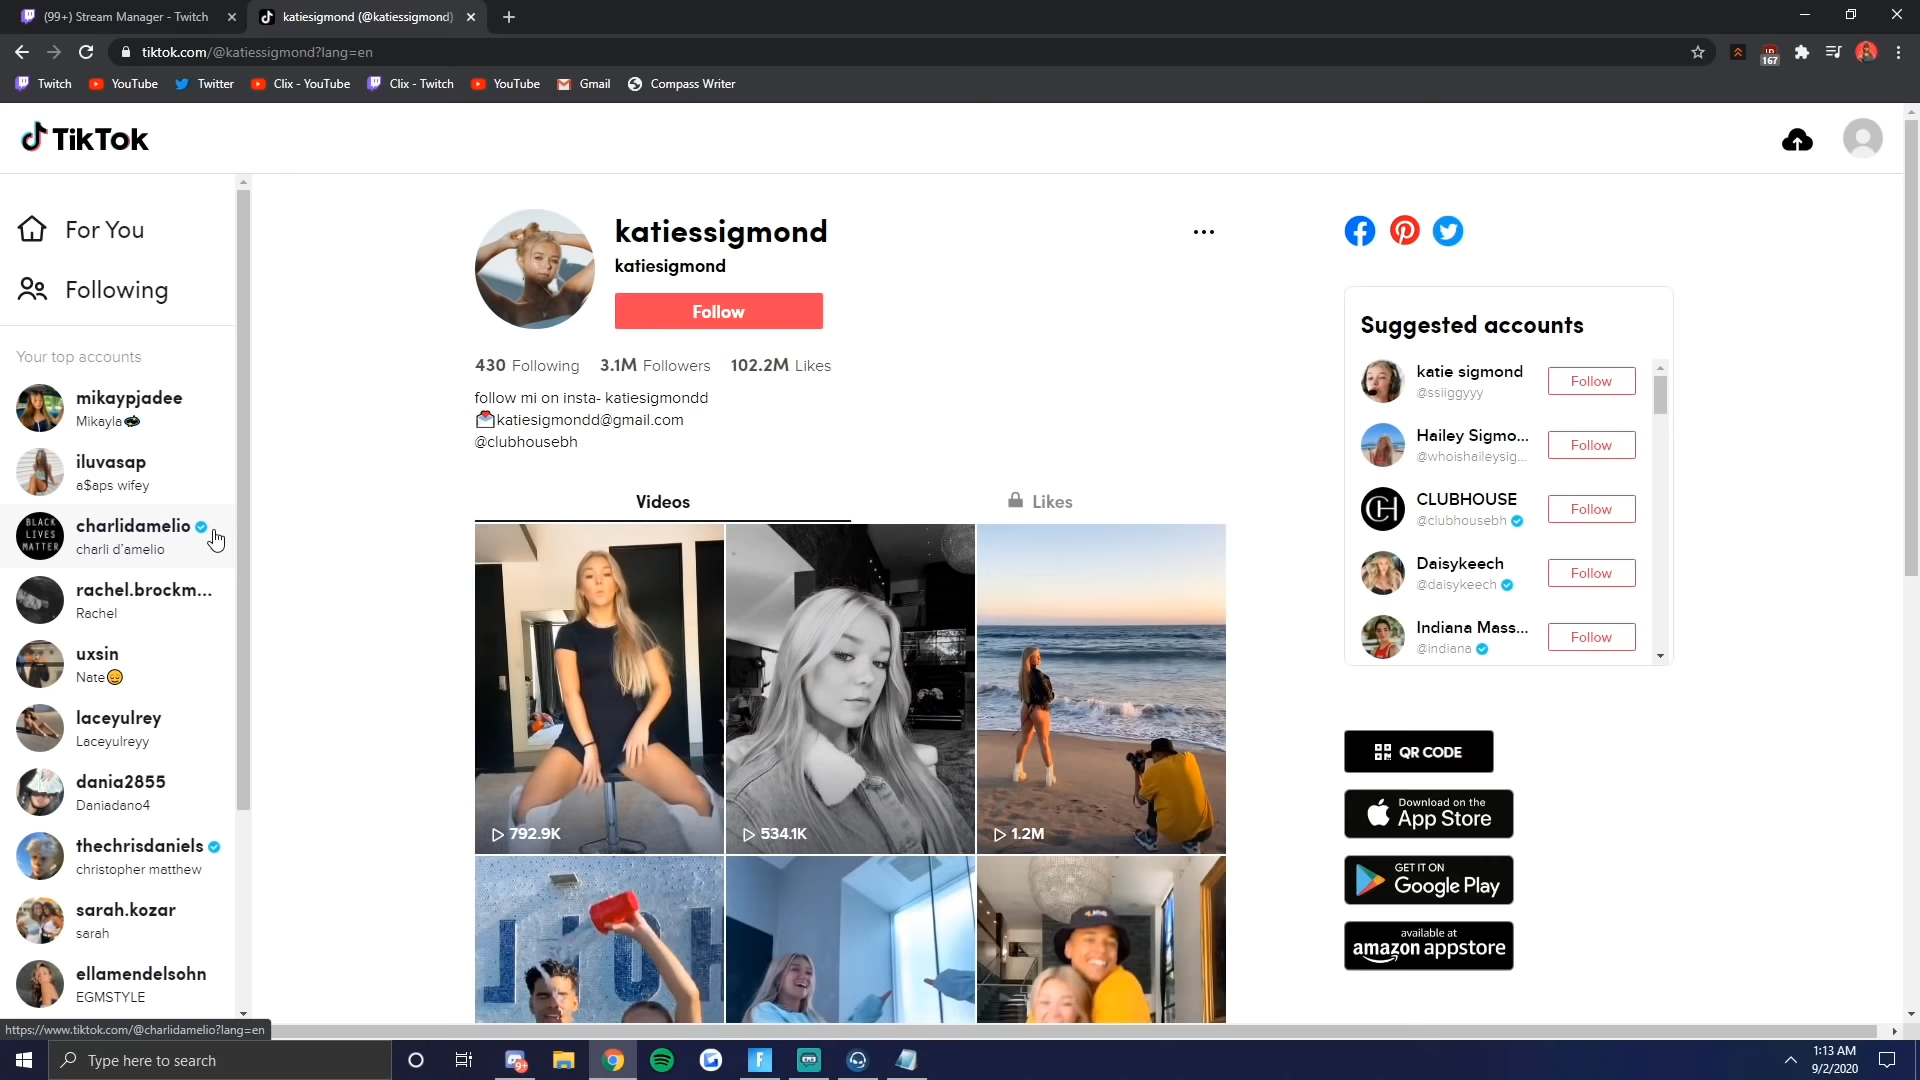 (99+) Stream Manager - Twitch
katiesigmond (@katiessigmond)
tiktok.com/@katiessigmond?lang=en
167
Twitch
YouTube
Twitter
Clix - YouTube
Clix - Twitch
YouTube
Gmail
Compass Writer
TikTok
For You
Following
Your top accounts
mikaypjadee
Mikayla
iluvasap
a$aps wifey
BLACK
LIVES
MATTER
charlidamelio
charli d'amelio
rachel.brockm...
Rachel
uxsin
Nate
laceyulrey
Laceyulreyy
dania2855
Daniadano4
thechrisdaniels
christopher matthew
sarah.kozar
sarah
ellamendelsohn
EGMSTYLE
katiessigmond
katiesigmond
Follow
430 Following 3.1M Followers 102.2M Likes
follow mi on insta- katiesigmondd
katiesigmondd@gmail.com
@clubhousebh
Videos
Likes
792.9K
534.1K
1.2M
Suggested accounts
katie sigmond
@ssiiggyyy
Follow
Hailey Sigmo...
@whoishaileysig...
Follow
CH
CLUBHOUSE
@clubhousebh
Follow
Daisykeech
@daisykeech
Follow
Indiana Mass...
@indiana
Follow
QR CODE
Download on the
App Store
GET IT ON
Google Play
available at
amazon appstore
https://www.tiktok.com/@charlidamelio?lang=en
Type here to search
9+
1:13 AM
9/2/2020